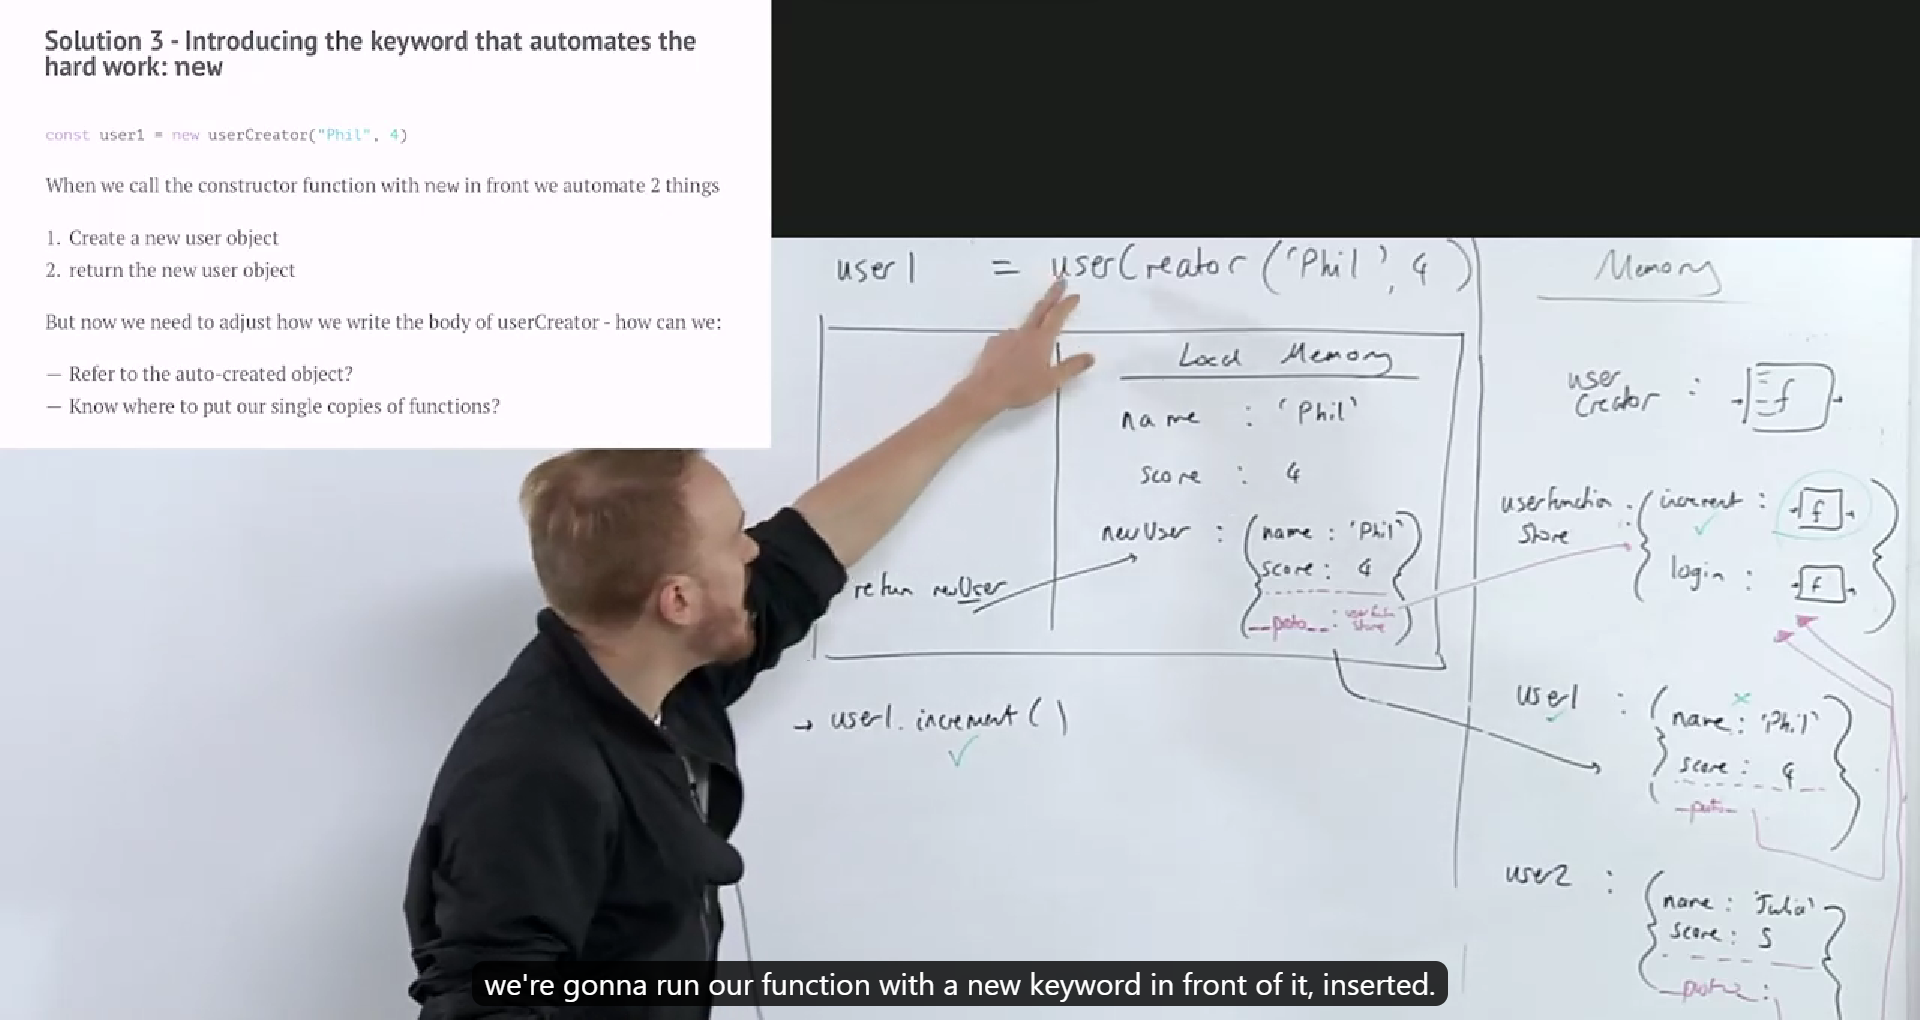 Solution 3 - Introducing the keyword that automates the
hard work: new
const user1 = new userCreator("Phil", 4)
When we call the constructor function with new in front we automate 2 things
1. Create a new user object
2. return the new user object
But now we need to adjust how we write the body of userCreator - how can we:
— Refer to the auto-created object?
— Know where to put our single copies of functions?
user1 = userCreator ('Phil', 4)
Local Memory
name : 'Phil'
score : 4
newUser : { name : 'Phil'
score : 4
__proto__ :
store }
return newUser
→ user1.increment ( )
✓
Memory
user
Creator : f
userFunction
Store : { increment : f
✓
login : f }
user1 : { name : 'Phil'
✓
score : 4
__proto__ }
user2 : { name : 'Julia'
score : 5
__proto__ :
we're gonna run our function with a new keyword in front of it, inserted.